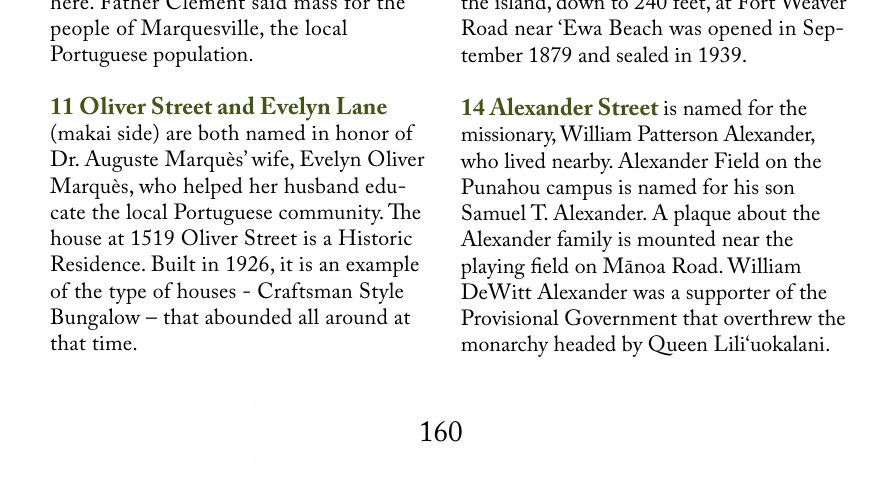 here. Father Clement said mass for the
people of Marquesville, the local
Portuguese population.
11 Oliver Street and Evelyn Lane
(makai side) are both named in honor of
Dr. Auguste Marquès’ wife, Evelyn Oliver
Marquès, who helped her husband edu-
cate the local Portuguese community. The
house at 1519 Oliver Street is a Historic
Residence. Built in 1926, it is an example
of the type of houses - Craftsman Style
Bungalow – that abounded all around at
that time.
the island, down to 240 feet, at Fort Weaver
Road near ‘Ewa Beach was opened in Sep-
tember 1879 and sealed in 1939.
14 Alexander Street is named for the
missionary, William Patterson Alexander,
who lived nearby. Alexander Field on the
Punahou campus is named for his son
Samuel T. Alexander. A plaque about the
Alexander family is mounted near the
playing field on Mānoa Road. William
DeWitt Alexander was a supporter of the
Provisional Government that overthrew the
monarchy headed by Queen Lili‘uokalani.
160